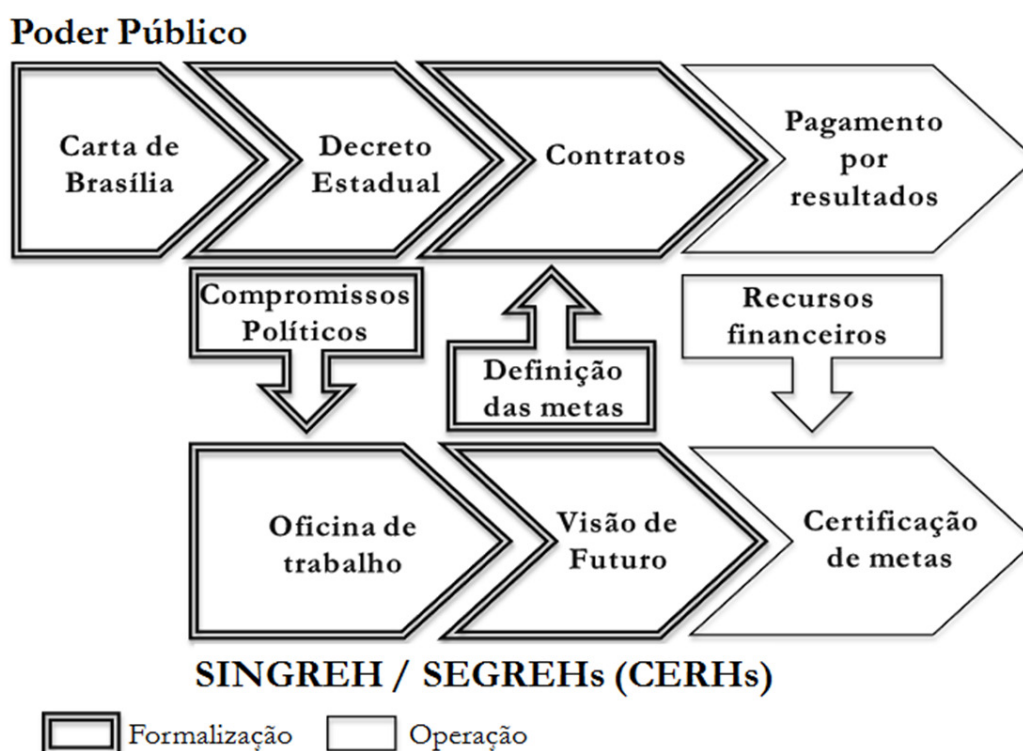 Poder Público
Carta de
Brasília
Decreto
Estadual
Contratos
Pagamento
por
resultados
Compromissos
Políticos
Definição
das metas
Recursos
financeiros
Oficina de
trabalho
Visão de
Futuro
Certificação
de metas
SINGREH / SEGREHs (CERHs)
Formalização
Operação